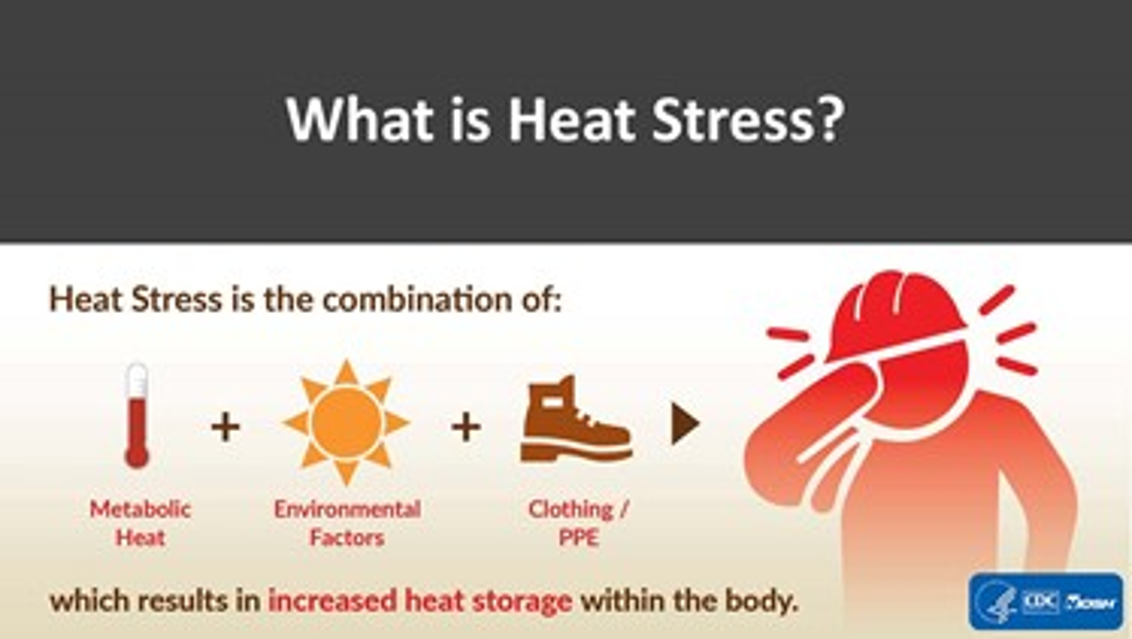 What is Heat Stress?
Heat Stress is the combination of:
+ +
Metabolic Environmental Clothing /
Heat Factors PPE
which results in increased heat storage within the body.
CDC NIOSH